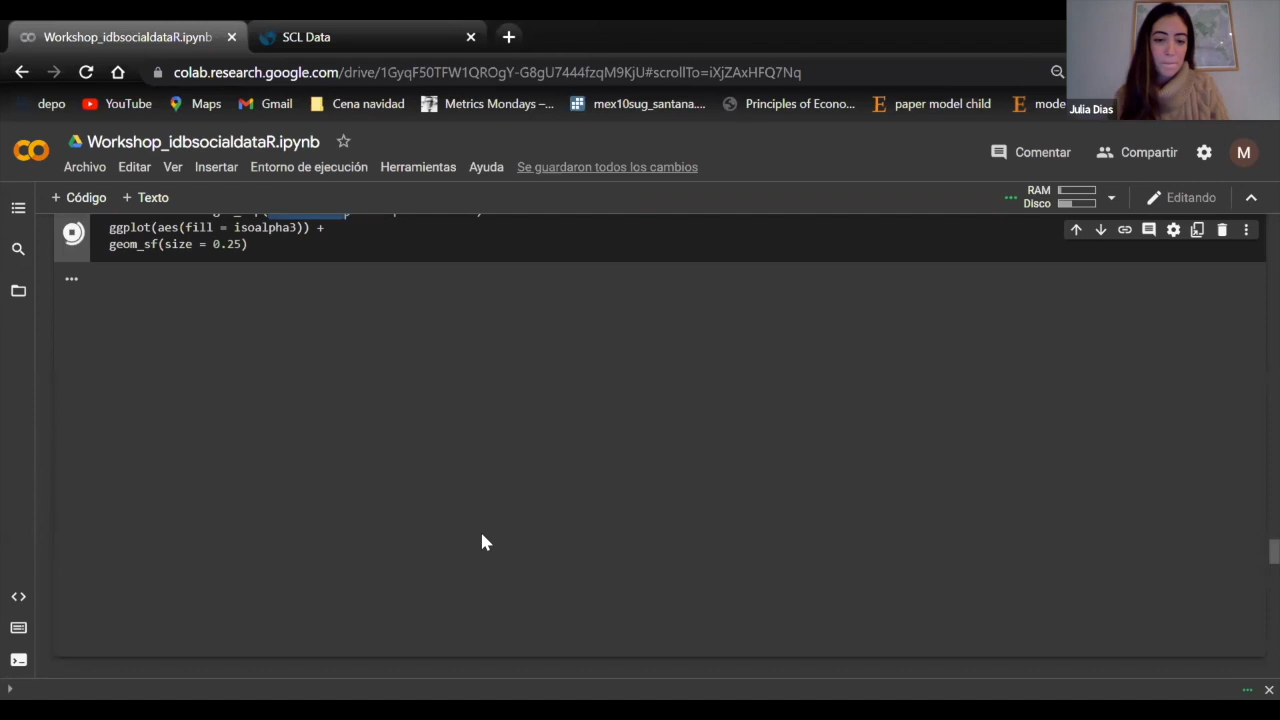 Workshop_idbsocialdataR.ipynb
SCL Data
colab.research.google.com/drive/1GyqF50TFW1QROgY-G8gU7444fzqM9KjU#scrollTo=iXjZAxHFQ7Nq
depo YouTube Maps Gmail Cena navidad Metrics Mondays –... mex10sug_santana.... Principles of Econo... paper model child mode
Julia Dias
Workshop_idbsocialdataR.ipynb
Comentar Compartir M
Archivo Editar Ver Insertar Entorno de ejecución Herramientas Ayuda Se guardaron todos los cambios
+ Código + Texto
RAM
Disco
Editando
ggplot(aes(fill = isoalpha3)) +
geom_sf(size = 0.25)